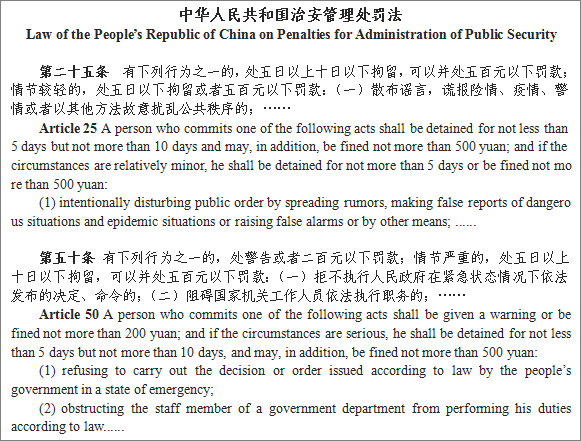 中华人民共和国治安管理处罚法
Law of the People's Republic of China on Penalties for Administration of Public Security
第二十五条 有下列行为之一的，处五日以上十日以下拘留，可以并处五百元以下罚款；
情节较轻的，处五日以下拘留或者五百元以下罚款：（一）散布谣言，谎报险情、疫情、警
情或者以其他方法故意扰乱公共秩序的；……
Article 25 A person who commits one of the following acts shall be detained for not less than
5 days but not more than 10 days and may, in addition, be fined not more than 500 yuan; and if the
circumstances are relatively minor, he shall be detained for not more than 5 days or be fined not mo
re than 500 yuan:
(1) intentionally disturbing public order by spreading rumors, making false reports of dangero
us situations and epidemic situations or raising false alarms or by other means; ......
第五十条 有下列行为之一的，处警告或者二百元以下罚款；情节严重的，处五日以上
十日以下拘留，可以并处五百元以下罚款：（一）拒不执行人民政府在紧急状态情况下依法
发布的决定、命令的；（二）阻碍国家机关工作人员依法执行职务的；……
Article 50 A person who commits one of the following acts shall be given a warning or be
fined not more than 200 yuan; and if the circumstances are serious, he shall be detained for not less
than 5 days but not more than 10 days, and may, in addition, be fined not more than 500 yuan:
(1) refusing to carry out the decision or order issued according to law by the people's
government in a state of emergency;
(2) obstructing the staff member of a government department from performing his duties
according to law......